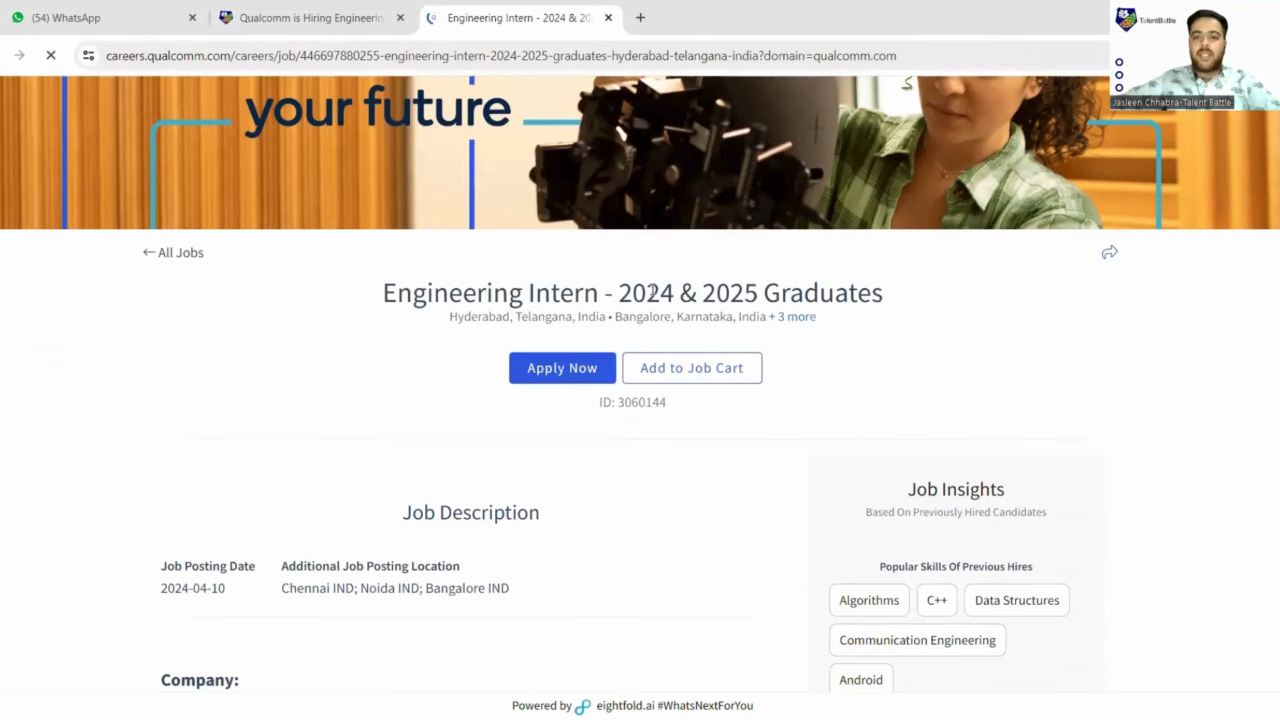 (54) WhatsApp
Qualcomm is Hiring Engineerin
Engineering Intern - 2024 & 20
TalentBattle
careers.qualcomm.com/careers/job/446697880255-engineering-intern-2024-2025-graduates-hyderabad-telangana-india?domain=qualcomm.com
Jasleen Chhabra-Talent Battle
your future
All Jobs
Engineering Intern - 2024 & 2025 Graduates
Hyderabad, Telangana, India • Bangalore, Karnataka, India + 3 more
Apply Now
Add to Job Cart
ID: 3060144
Job Description
Job Insights
Based On Previously Hired Candidates
Job Posting Date
Additional Job Posting Location
2024-04-10
Chennai IND; Noida IND; Bangalore IND
Popular Skills Of Previous Hires
Algorithms
C++
Data Structures
Communication Engineering
Android
Company:
Powered by eightfold.ai #WhatsNextForYou